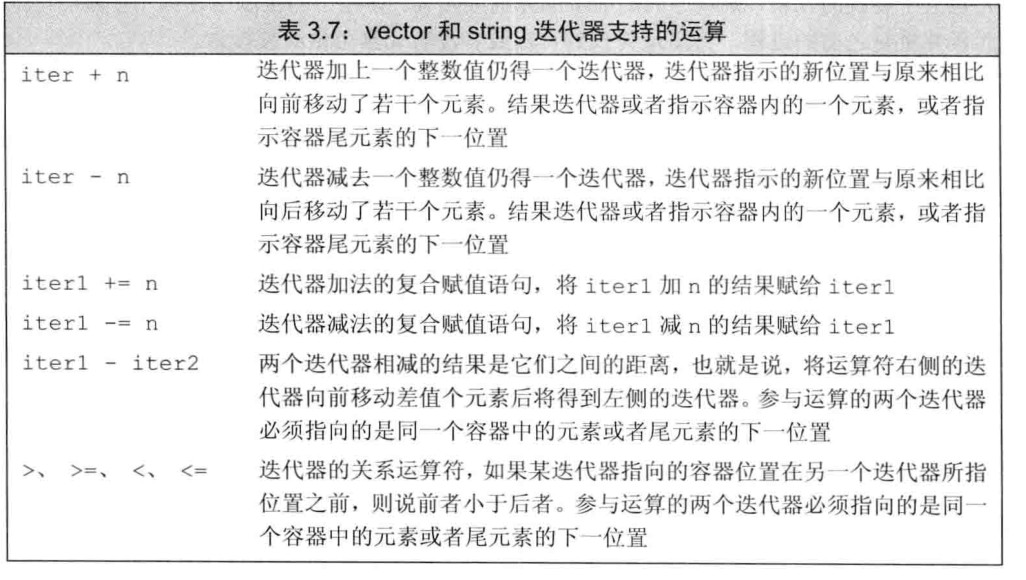 表 3.7：vector 和 string 迭代器支持的运算
iter + n 迭代器加上一个整数值仍得一个迭代器，迭代器指示的新位置与原来相比
向前移动了若干个元素。结果迭代器或者指示容器内的一个元素，或者指
示容器尾元素的下一位置
iter - n 迭代器减去一个整数值仍得一个迭代器，迭代器指示的新位置与原来相比
向后移动了若干个元素。结果迭代器或者指示容器内的一个元素，或者指
示容器尾元素的下一位置
iter1 += n 迭代器加法的复合赋值语句，将 iter1 加 n 的结果赋给 iter1
iter1 -= n 迭代器减法的复合赋值语句，将 iter1 减 n 的结果赋给 iter1
iter1 - iter2 两个迭代器相减的结果是它们之间的距离，也就是说，将运算符右侧的迭
代器向前移动差值个元素后将得到左侧的迭代器。参与运算的两个迭代器
必须指向的是同一个容器中的元素或者尾元素的下一位置
>、 >=、 <、 <= 迭代器的关系运算符，如果某迭代器指向的容器位置在另一个迭代器所指
位置之前，则说前者小于后者。参与运算的两个迭代器必须指向的是同一
个容器中的元素或者尾元素的下一位置